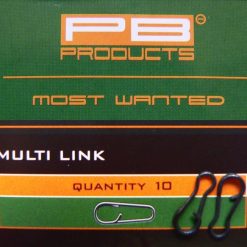 PB
PRODUCTS
MOST WANTED
MULTI LINK
QUANTITY 10